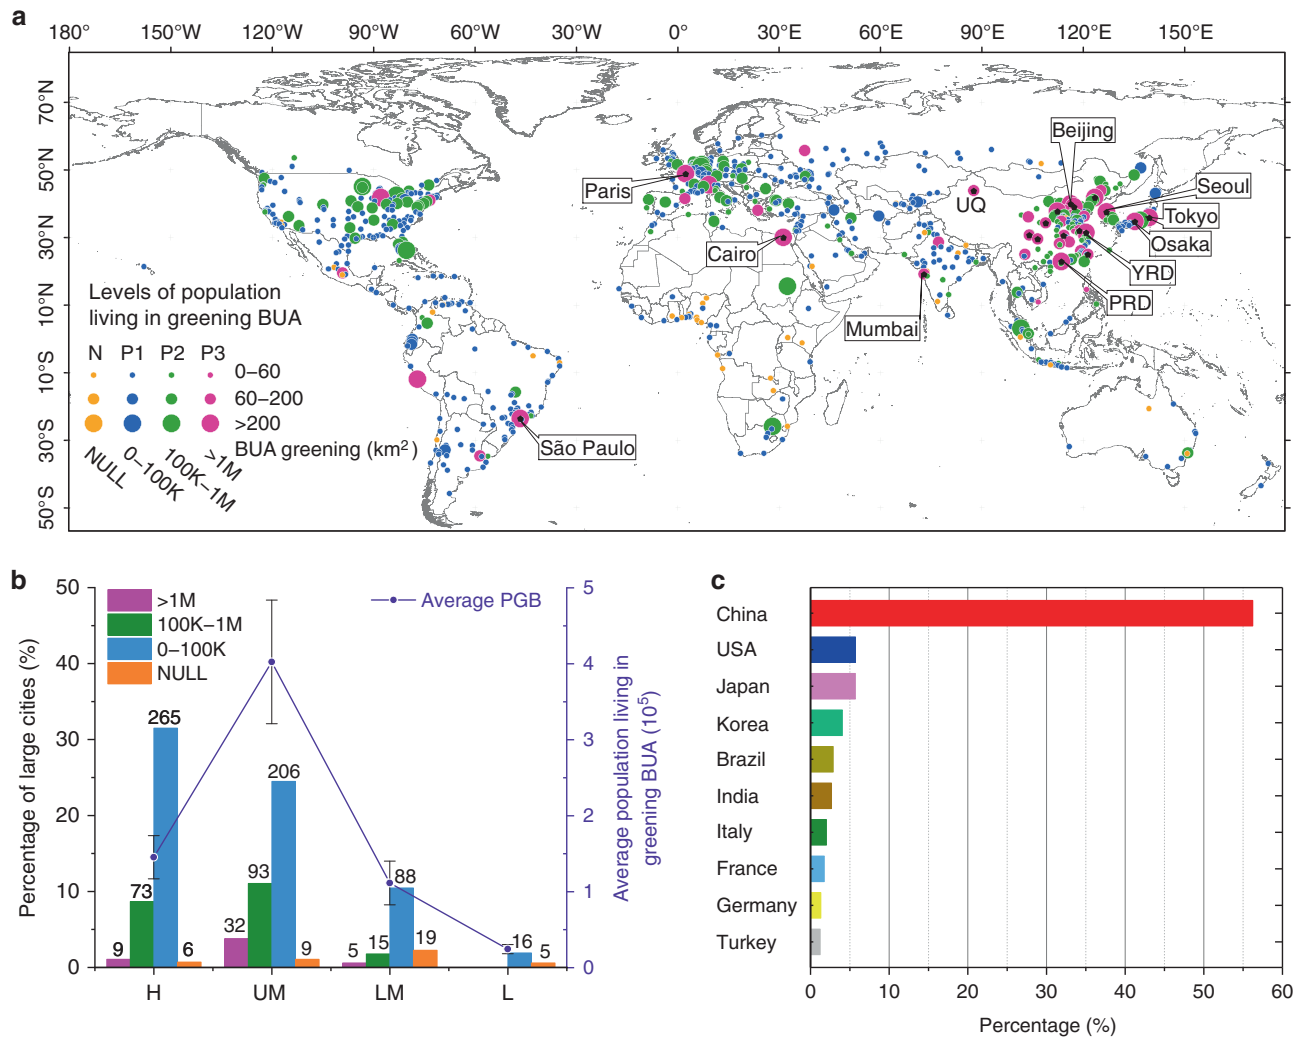 a
180° 150°W 120°W 90°W 60°W 30°W 0° 30°E 60°E 90°E 120°E 150°E
70°N
50°N
30°N
10°N
10°S
30°S
50°S
Beijing
Paris
UQ
Seoul
Tokyo
Osaka
Cairo
YRD
PRD
Mumbai
São Paulo
Levels of population
living in greening BUA
N P1 P2 P3
0–60
60–200
>200
BUA greening (km²)
NULL
0–100K
100K–1M
>1M
b
>1M
100K–1M
0–100K
NULL
Average PGB
Percentage of large cities (%)
50
40
30
20
10
0
5
4
3
2
1
0
Average population living in
greening BUA (10⁵)
9 73 265 6
32 93 206 9
5 15 88 19
16 5
H UM LM L
c
China
USA
Japan
Korea
Brazil
India
Italy
France
Germany
Turkey
0 10 20 30 40 50 60
Percentage (%)